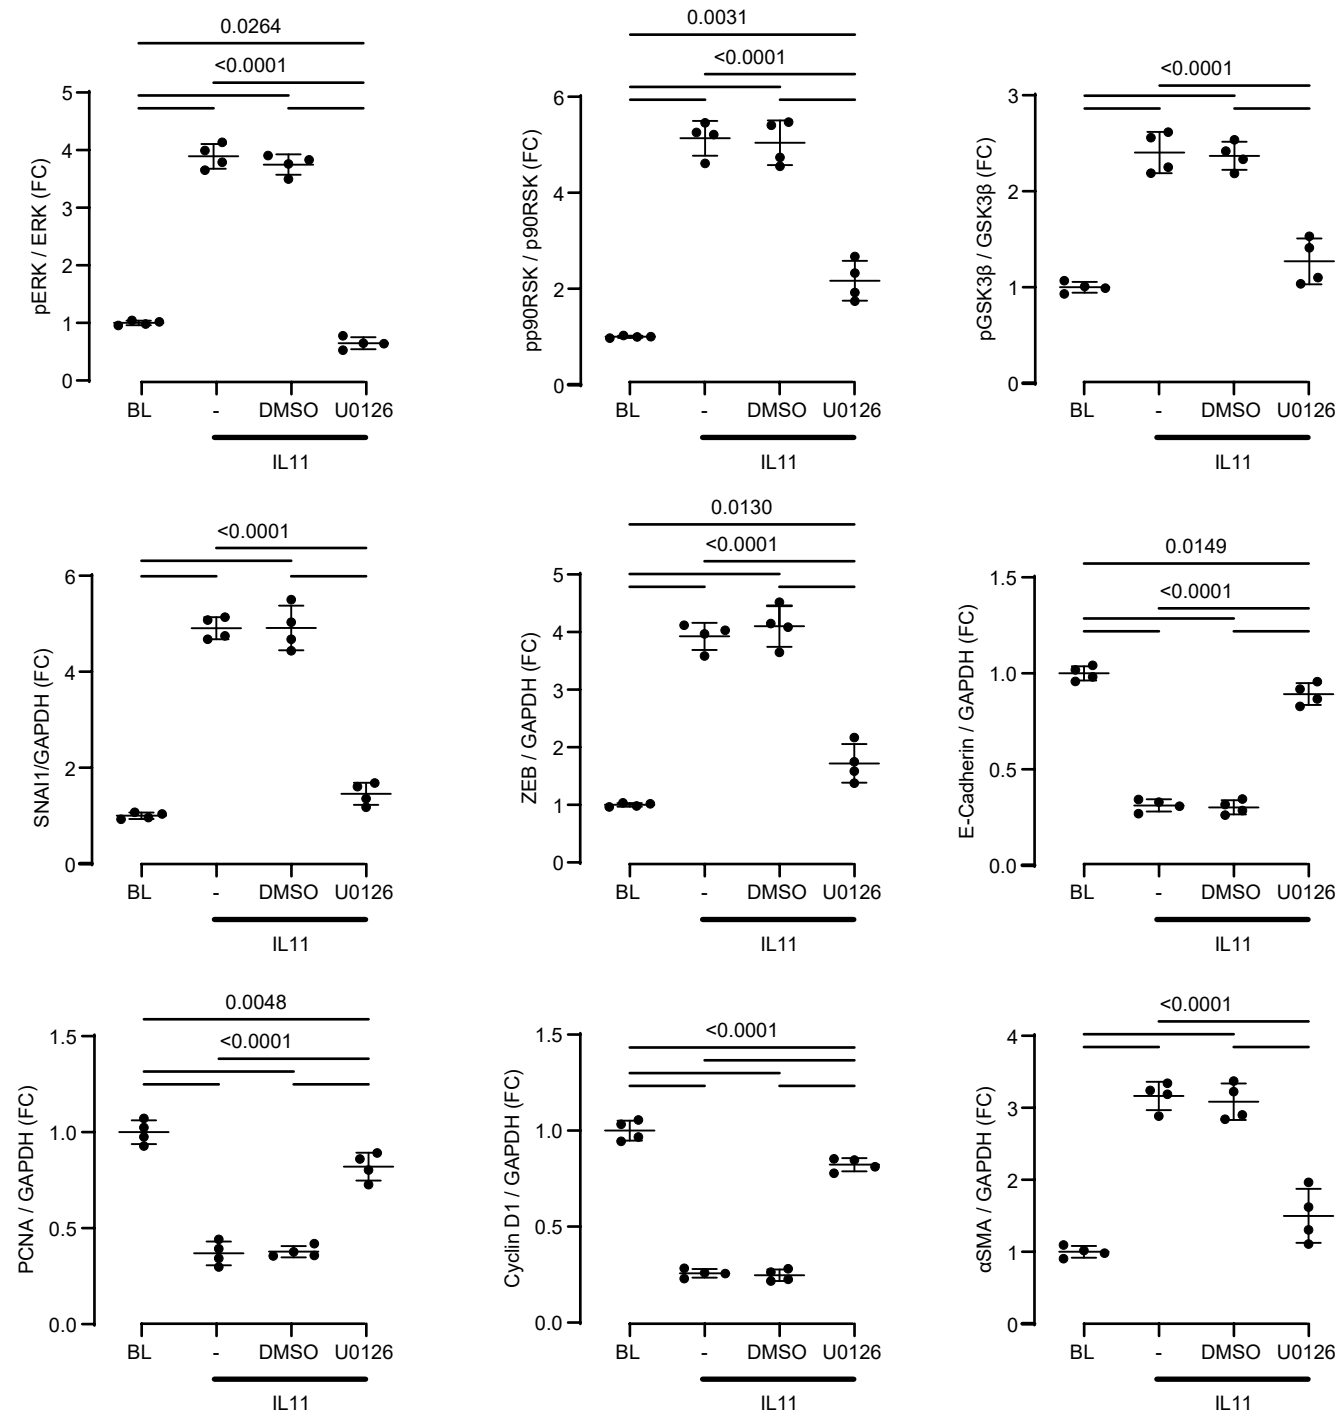 0.0264
<0.0001
pERK / ERK (FC)
5
4
3
2
1
0
BL - DMSO U0126
IL11
0.0031
<0.0001
pp90RSK / p90RSK (FC)
6
4
2
0
BL - DMSO U0126
IL11
<0.0001
pGSK3β / GSK3β (FC)
3
2
1
0
BL - DMSO U0126
IL11
<0.0001
SNAI1/GAPDH (FC)
6
4
2
0
BL - DMSO U0126
IL11
0.0130
<0.0001
ZEB / GAPDH (FC)
5
4
3
2
1
0
BL - DMSO U0126
IL11
0.0149
<0.0001
E-Cadherin / GAPDH (FC)
1.5
1.0
0.5
0.0
BL - DMSO U0126
IL11
0.0048
<0.0001
PCNA / GAPDH (FC)
1.5
1.0
0.5
0.0
BL - DMSO U0126
IL11
<0.0001
Cyclin D1 / GAPDH (FC)
1.5
1.0
0.5
0.0
BL - DMSO U0126
IL11
<0.0001
αSMA / GAPDH (FC)
4
3
2
1
0
BL - DMSO U0126
IL11